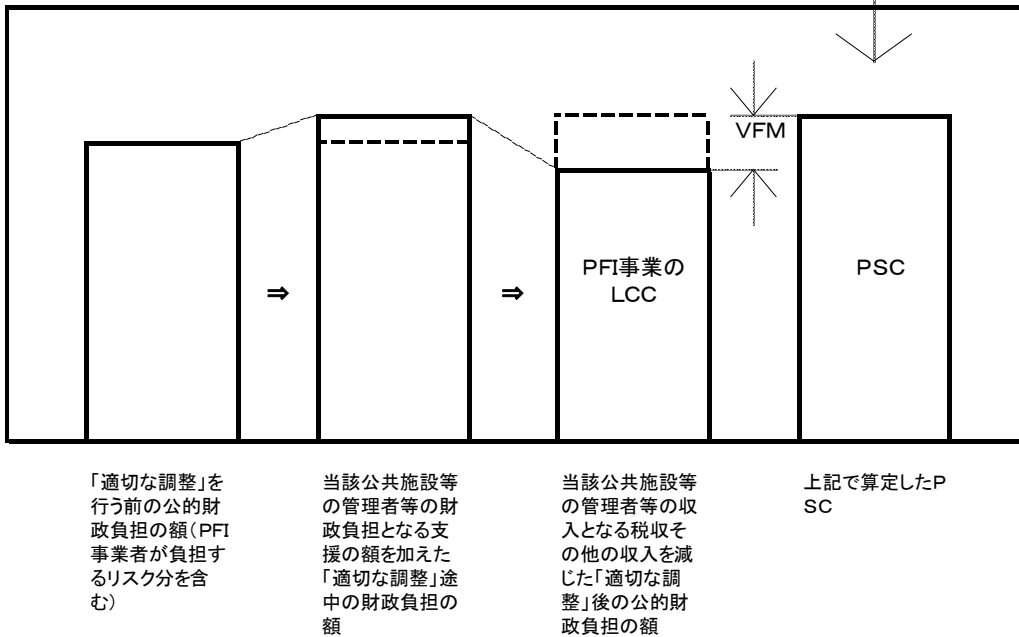 VFM
PFI事業の
LCC
PSC
⇒
⇒
「適切な調整」を
行う前の公的財
政負担の額(PFI
事業者が負担す
るリスク分を含
む)
当該公共施設等
の管理者等の財
政負担となる支
援の額を加えた
「適切な調整」途
中の財政負担の
額
当該公共施設等
の管理者等の収
入となる税収そ
の他の収入を減
じた「適切な調
整」後の公的財
政負担の額
上記で算定したP
SC